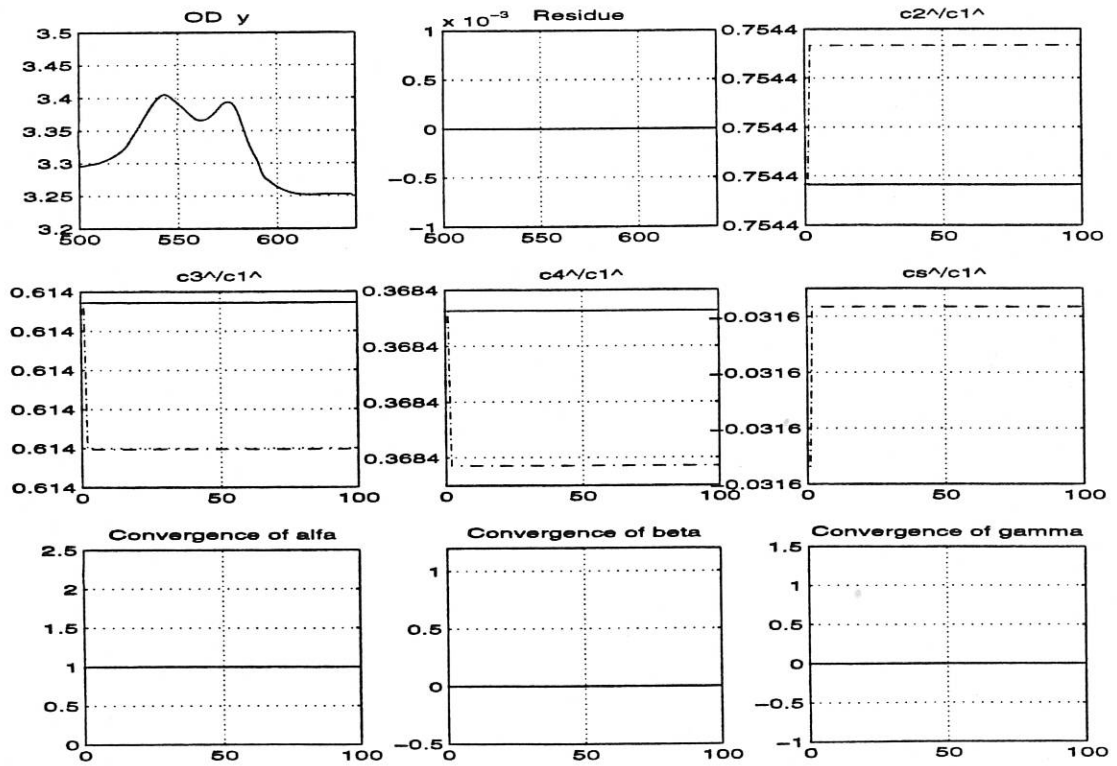 OD y
3.5
3.45
3.4
3.35
3.3
3.25
3.2
500 550 600
x 10⁻³ Residue
1
0.5
0
−0.5
−1
500 550 600
c2^/c1^
0.7544
0.7544
0.7544
0.7544
0.7544
0 50 100
c3^/c1^
0.614
0.614
0.614
0.614
0.614
0.614
0 50 100
c4^/c1^
0.3684
0.3684
0.3684
0.3684
0 50 100
cs^/c1^
−0.0316
−0.0316
−0.0316
−0.0316
0 50 100
Convergence of alfa
2.5
2
1.5
1
0.5
0
0 50 100
Convergence of beta
1
0.5
0
−0.5
0 50 100
Convergence of gamma
1.5
1
0.5
0
−0.5
−1
0 50 100